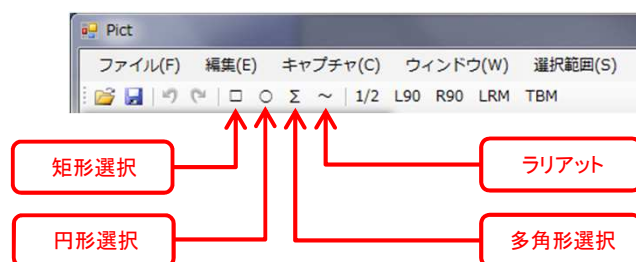 Pict
ファイル(F) 編集(E) キャプチャ(C) ウィンドウ(W) 選択範囲(S)
□ ○ Σ ～ 1/2 L90 R90 LRM TBM
矩形選択 ラリアット
円形選択 多角形選択